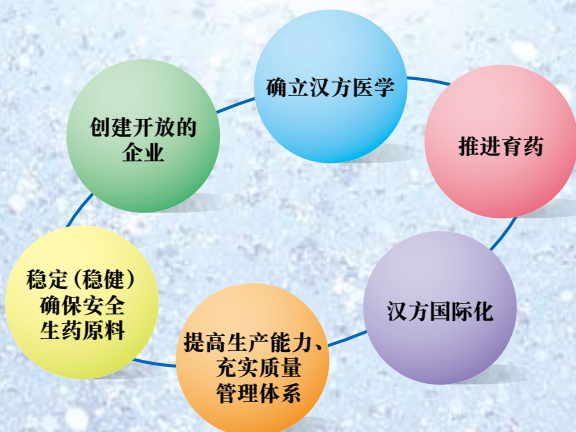 确立汉方医学
推进育药
汉方国际化
提高生产能力、
充实质量
管理体系
稳定(稳健)
确保安全
生药原料
创建开放的
企业